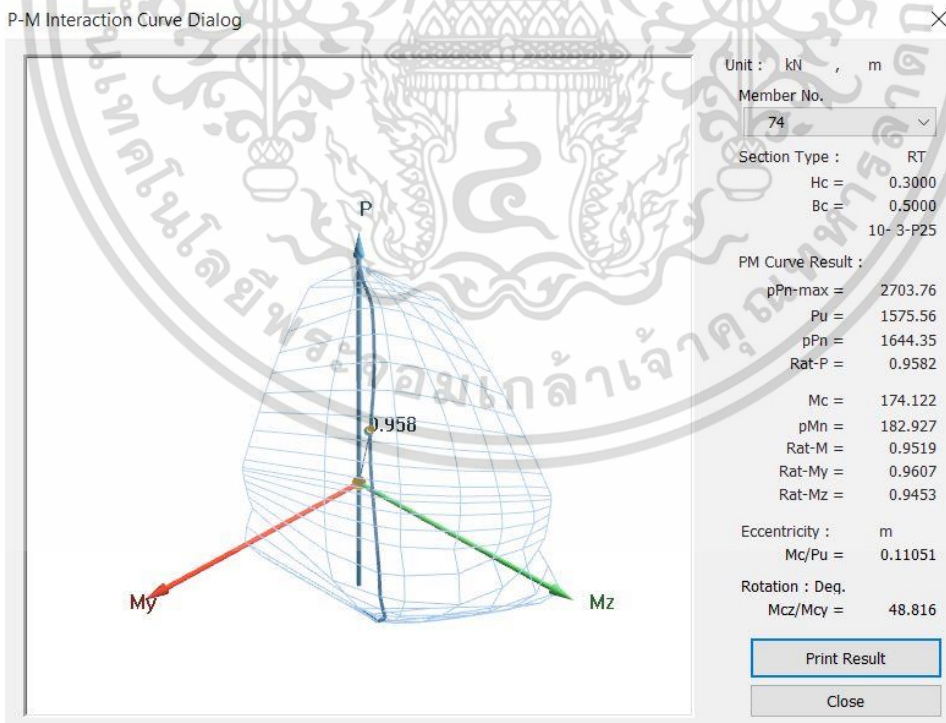 P-M Interaction Curve Dialog
Unit : kN , m
Member No.
74
Section Type : RT
Hc = 0.3000
Bc = 0.5000
10- 3-P25
PM Curve Result :
pPn-max = 2703.76
Pu = 1575.56
pPn = 1644.35
Rat-P = 0.9582
Mc = 174.122
pMn = 182.927
Rat-M = 0.9519
Rat-My = 0.9607
Rat-Mz = 0.9453
Eccentricity : m
Mc/Pu = 0.11051
Rotation : Deg.
Mcz/Mcy = 48.816
Print Result
Close
P
0.958
My
Mz